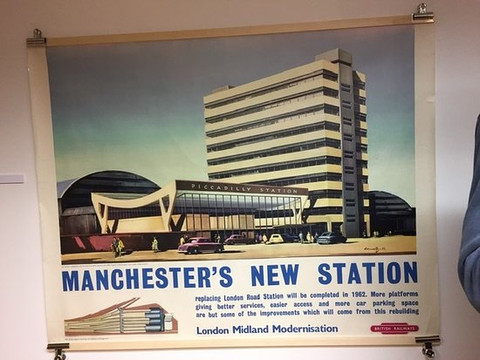 PICCADILLY STATION
MANCHESTER'S NEW STATION
replacing London Road Station will be completed in 1962. More platforms
giving better services, easier access and more car parking space
are but some of the improvements which will come from this rebuilding
London Midland Modernisation
BRITISH RAILWAYS